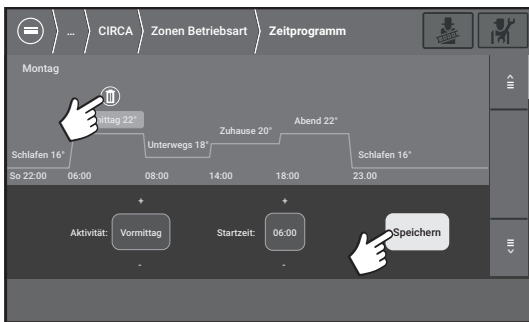 ... CIRCA Zonen Betriebsart Zeitprogramm
Montag
mittag 22°
Abend 22°
Zuhause 20°
Unterwegs 18°
Schlafen 16°
Schlafen 16°
So 22:00 06:00 08:00 14:00 18:00 23.00
+ +
Aktivität: Vormittag Startzeit: 06:00 Speichern
- -